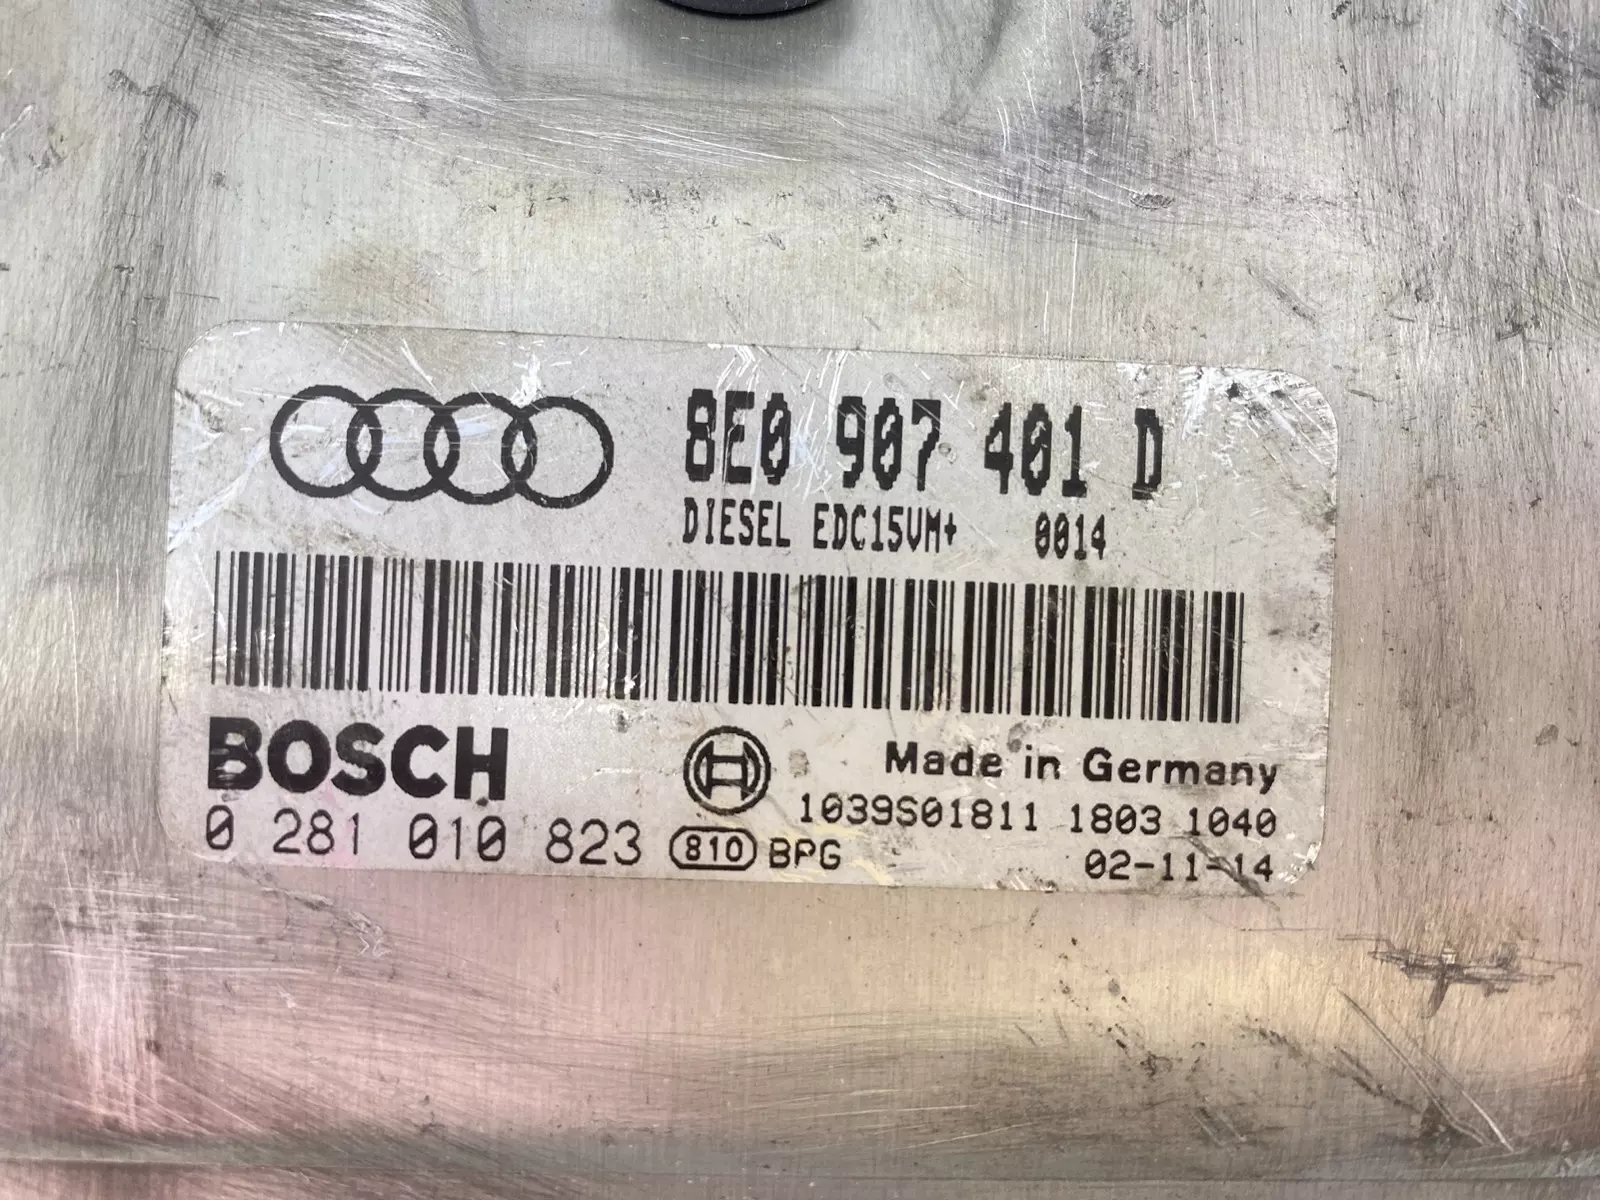 8E0 907 401 D
DIESEL EDC15VM+ 0014
BOSCH
Made in Germany
1039S01811 1803 1040
0 281 010 823 810 BPG
02-11-14